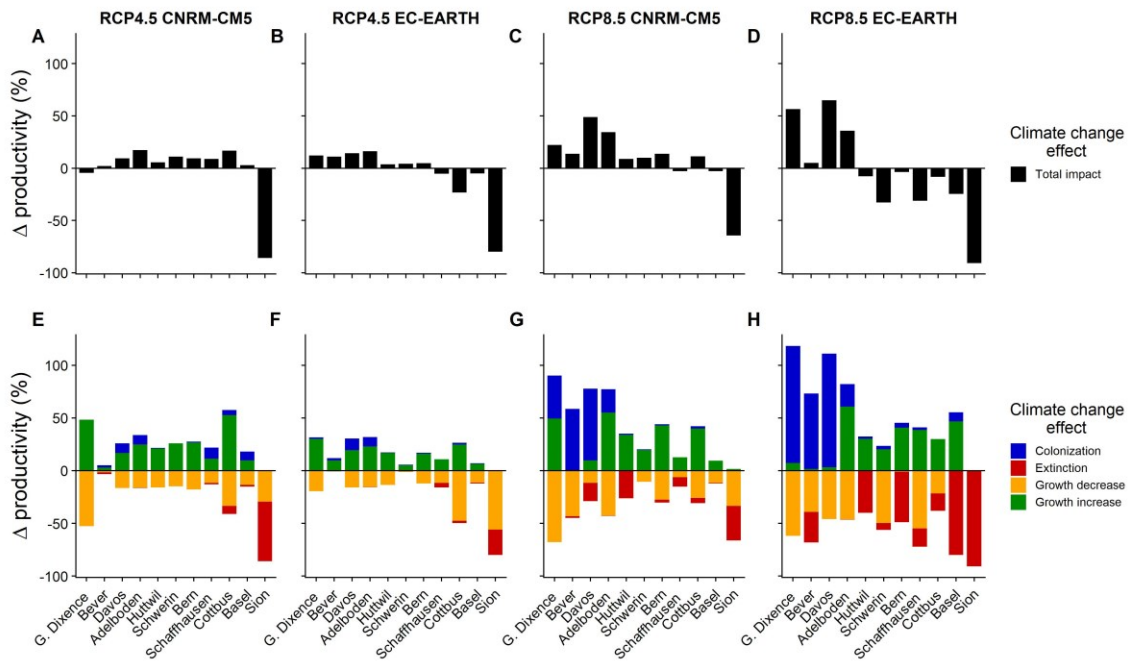 RCP4.5 CNRM-CM5
RCP4.5 EC-EARTH
RCP8.5 CNRM-CM5
RCP8.5 EC-EARTH
A
B
C
D
Δ productivity (%)
100
50
0
-50
-100
Climate change
effect
Total impact
E
F
G
H
Δ productivity (%)
100
50
0
-50
-100
Climate change
effect
Colonization
Extinction
Growth decrease
Growth increase
G. Dixence
Bever
Davos
Adelboden
Huttwil
Schwerin
Bern
Schaffhausen
Cottbus
Basel
Sion
G. Dixence
Bever
Davos
Adelboden
Huttwil
Schwerin
Bern
Schaffhausen
Cottbus
Basel
Sion
G. Dixence
Bever
Davos
Adelboden
Huttwil
Schwerin
Bern
Schaffhausen
Cottbus
Basel
Sion
G. Dixence
Bever
Davos
Adelboden
Huttwil
Schwerin
Bern
Schaffhausen
Cottbus
Basel
Sion